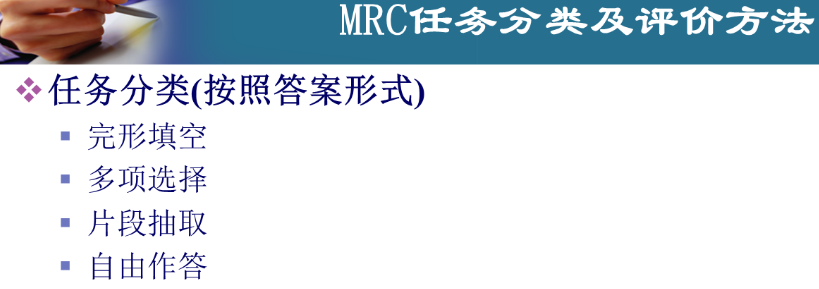 MRC任务分类及评价方法
任务分类(按照答案形式)
完形填空
多项选择
片段抽取
自由作答